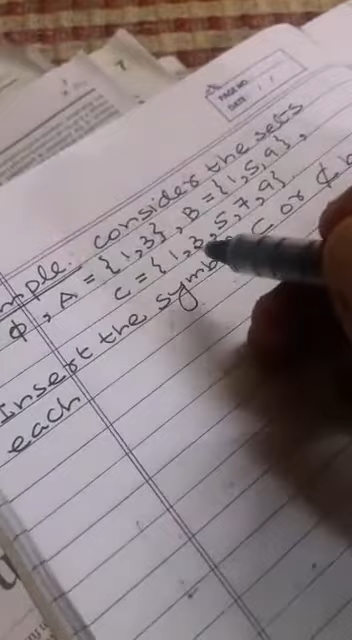 PAGE NO.
DATE
Example: Consider the sets
ϕ, A = {1,3}, B = {1,5,9},
C = {1,3,5,7,9}
Insert the symbol ⊂ or ⊄
each